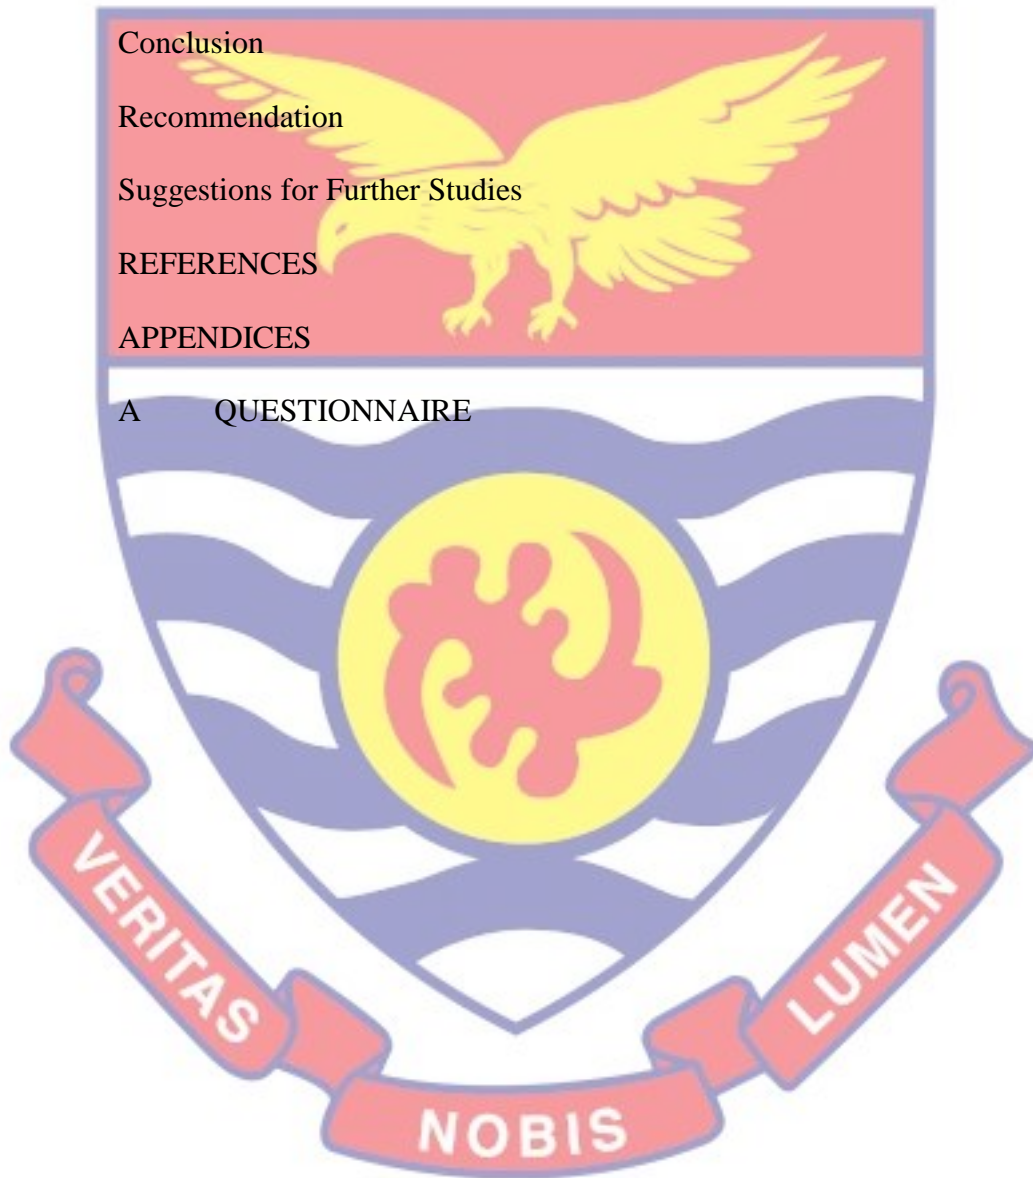 Conclusion
Recommendation
Suggestions for Further Studies
REFERENCES
APPENDICES
A QUESTIONNAIRE
VERITAS
NOBIS
LUMEN